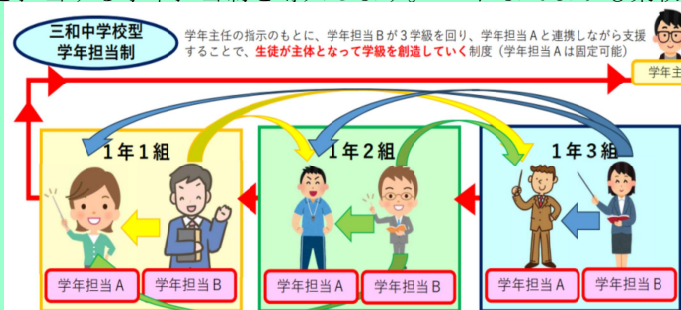 三和中学校型
学年担当制
学年主任の指示のもとに、学年担当Bが3学級を回り、学年担当Aと連携しながら支援
することで、生徒が主体となって学級を創造していく制度（学年担当Aは固定可能）
学年主
1年1組
1年2組
1年3組
学年担当A
学年担当B
学年担当A
学年担当B
学年担当A
学年担当B